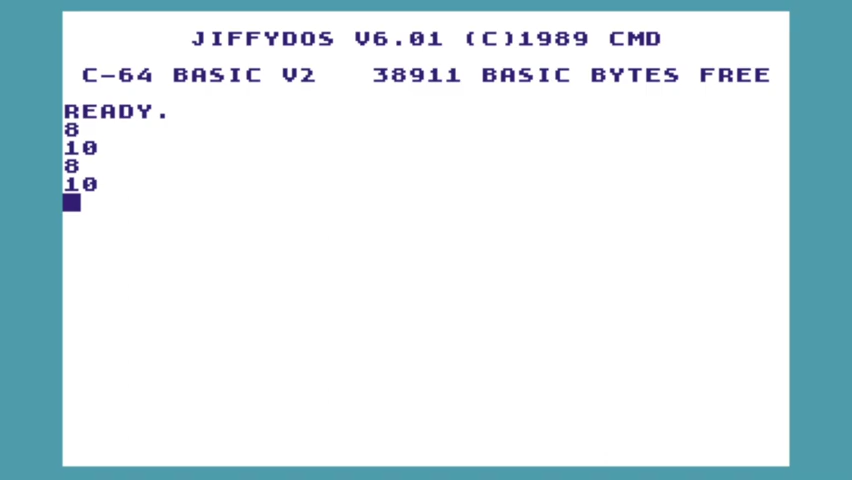 JIFFYDOS V6.01 (C)1989 CMD
C-64 BASIC V2   38911 BASIC BYTES FREE
READY.
8
10
8
10